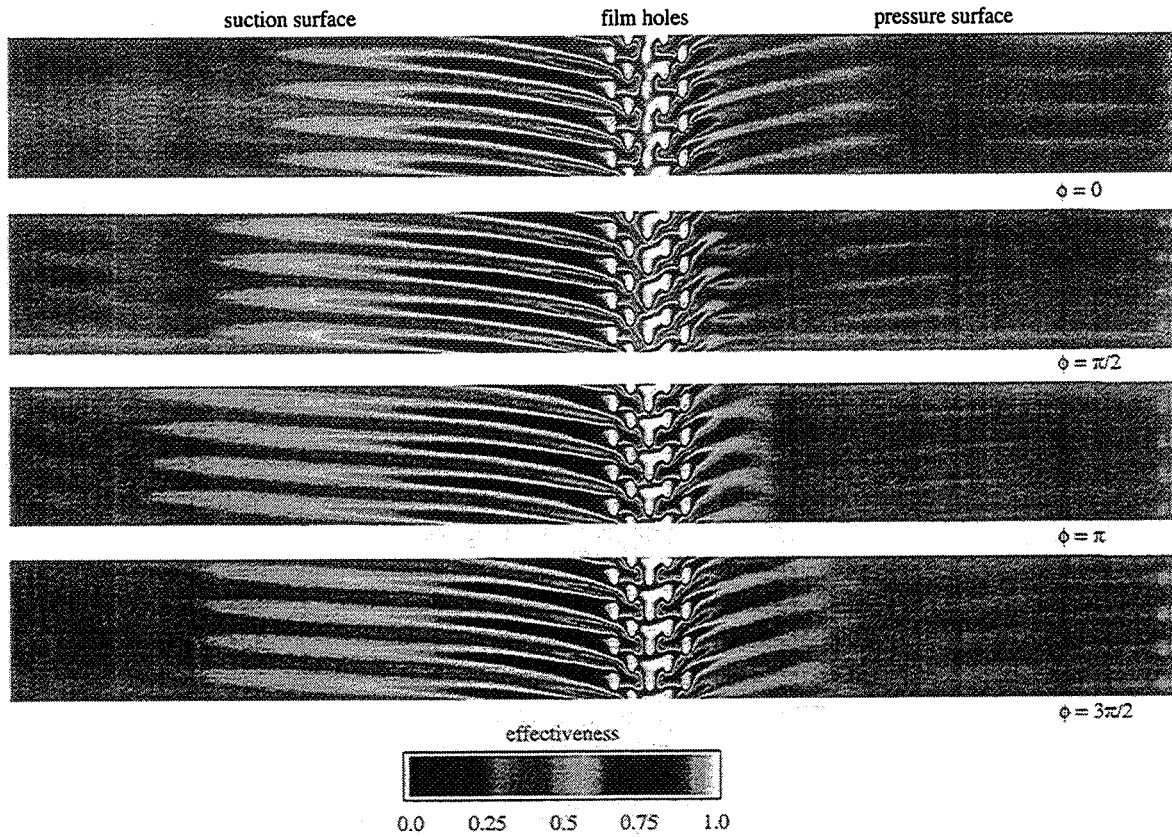 suction surface film holes pressure surface
ϕ = 0
ϕ = π/2
ϕ = π
ϕ = 3π/2
effectiveness
0.0 0.25 0.5 0.75 1.0